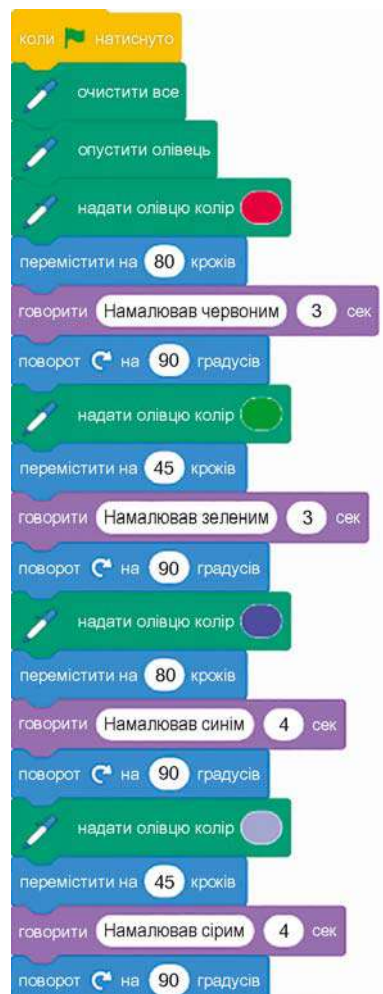 коли натиснуто
очистити все
опустити олівець
надати олівцю колір
перемістити на 80 кроків
говорити Намалював червоним 3 сек
поворот на 90 градусів
надати олівцю колір
перемістити на 45 кроків
говорити Намалював зеленим 3 сек
поворот на 90 градусів
надати олівцю колір
перемістити на 80 кроків
говорити Намалював синім 4 сек
поворот на 90 градусів
надати олівцю колір
перемістити на 45 кроків
говорити Намалював сірим 4 сек
поворот на 90 градусів